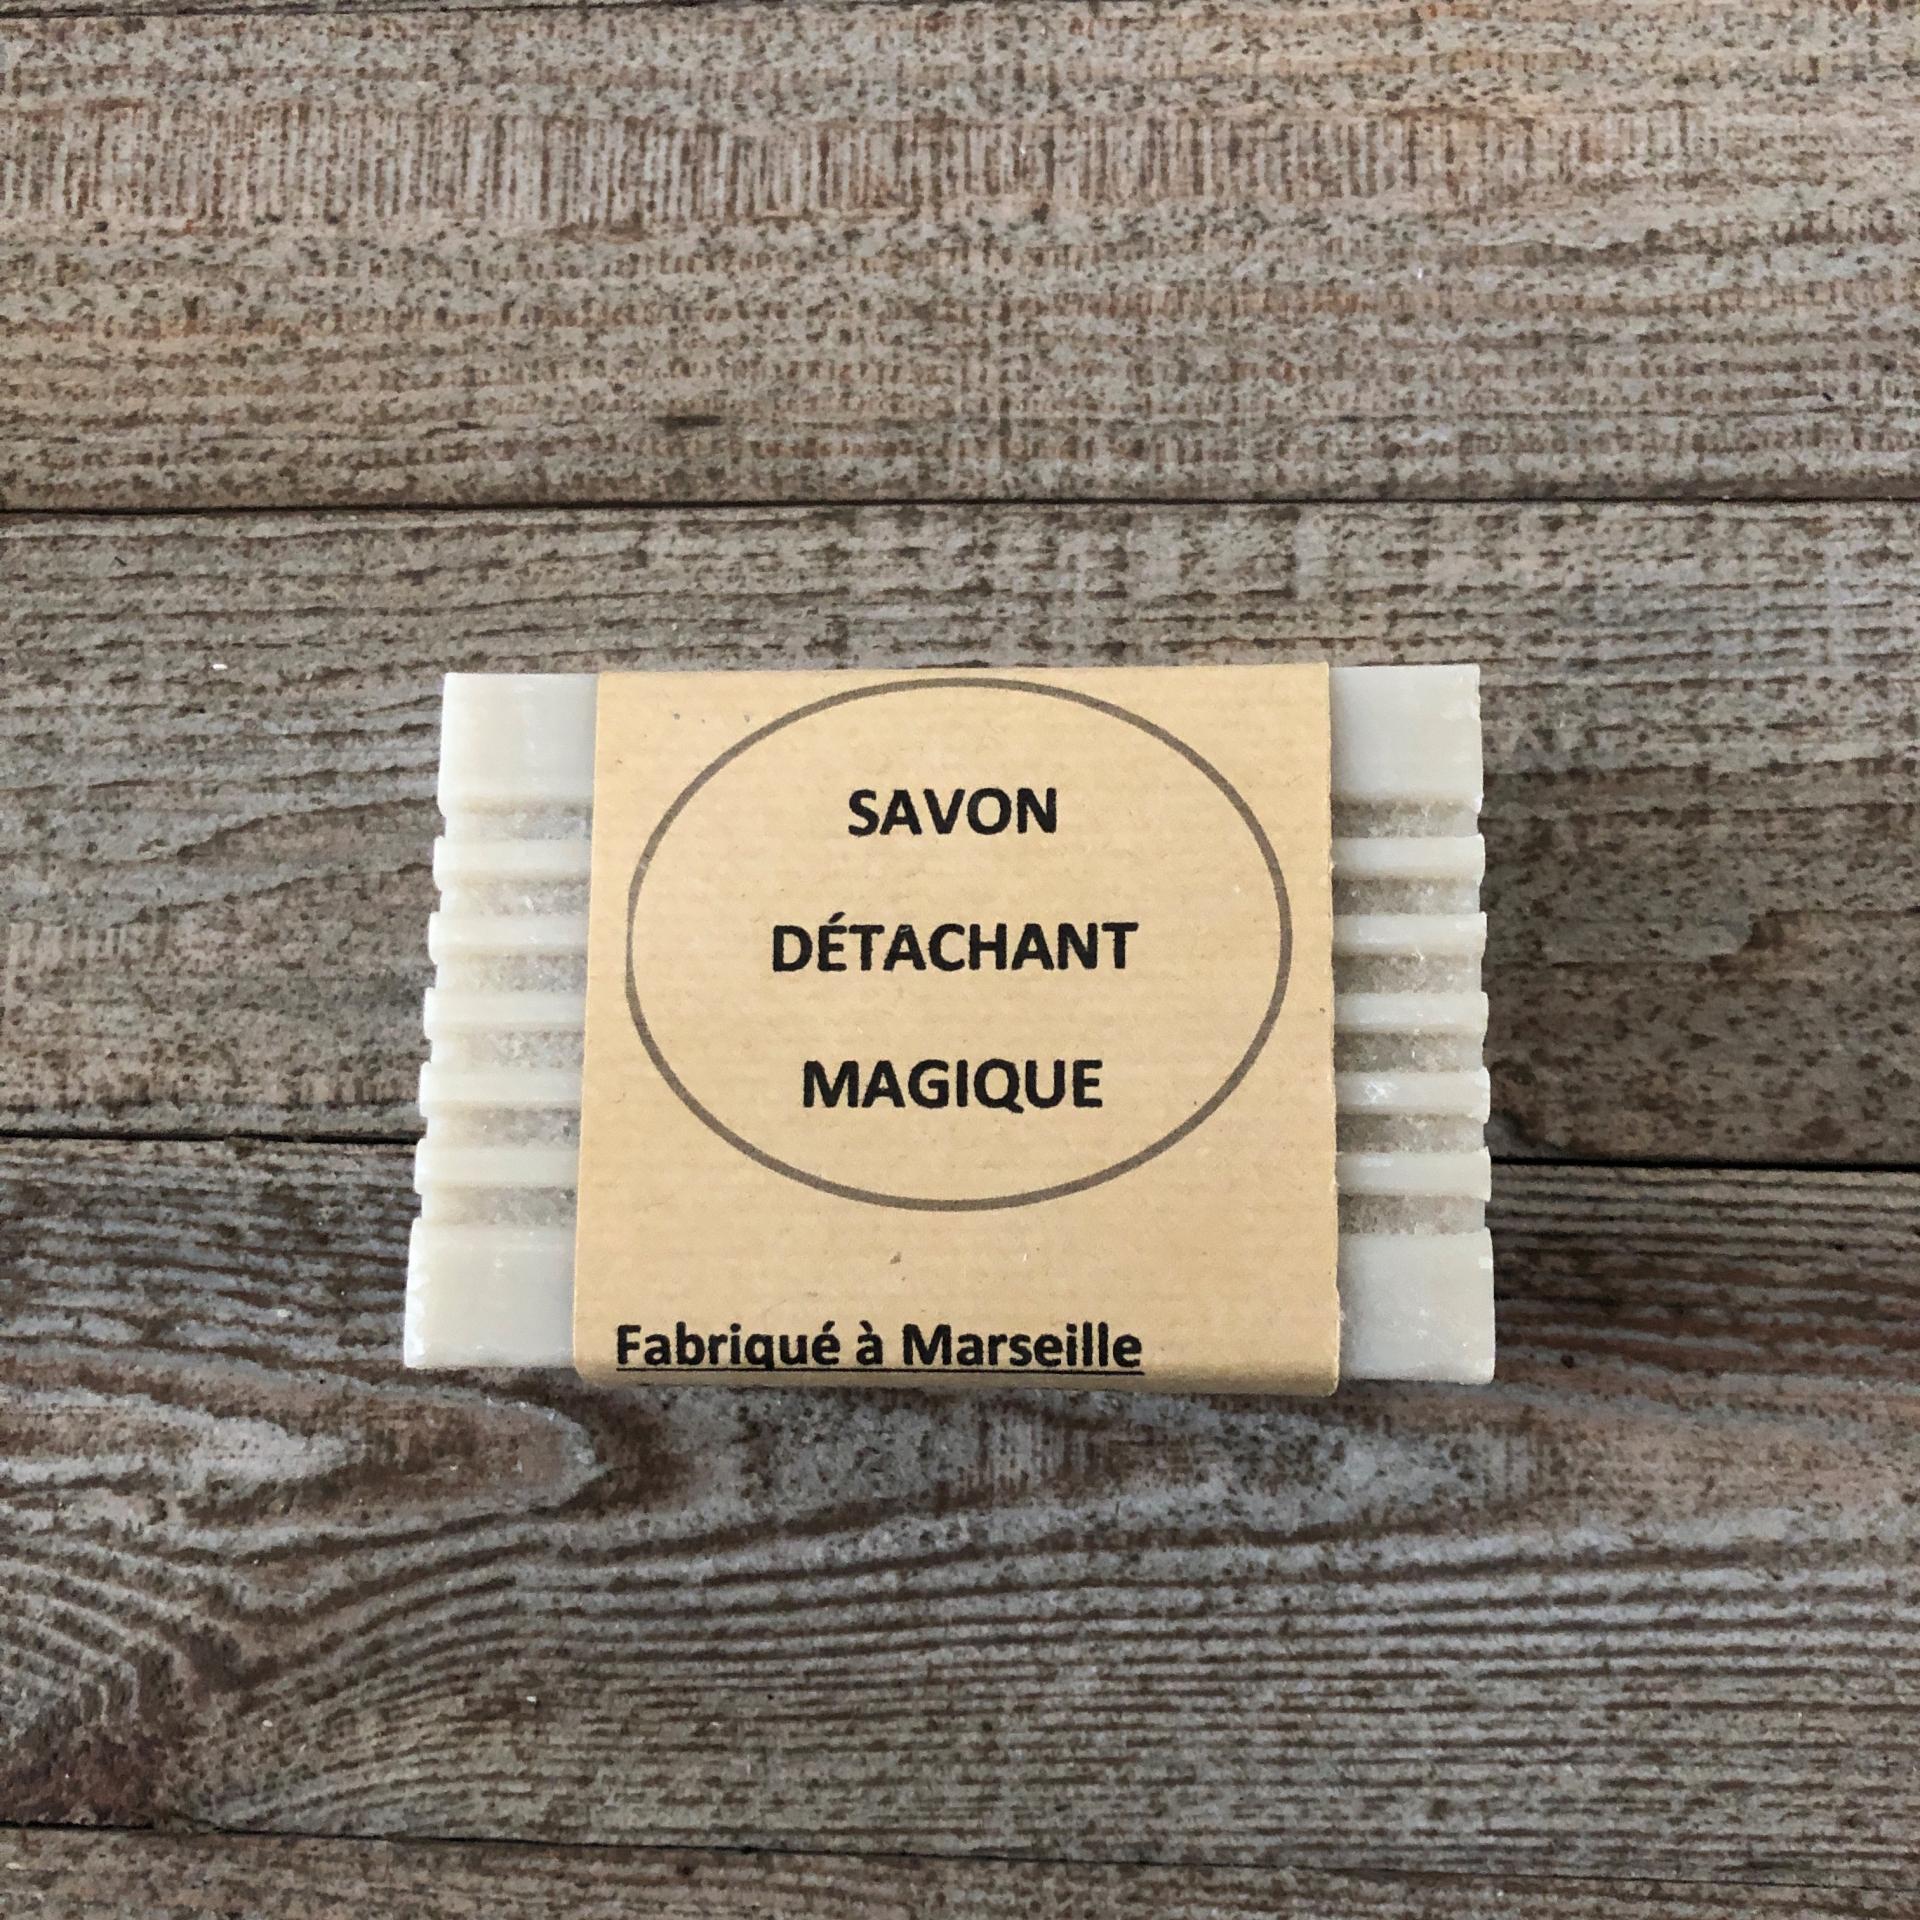 SAVON
DÉTACHANT
MAGIQUE
Fabriqué à Marseille